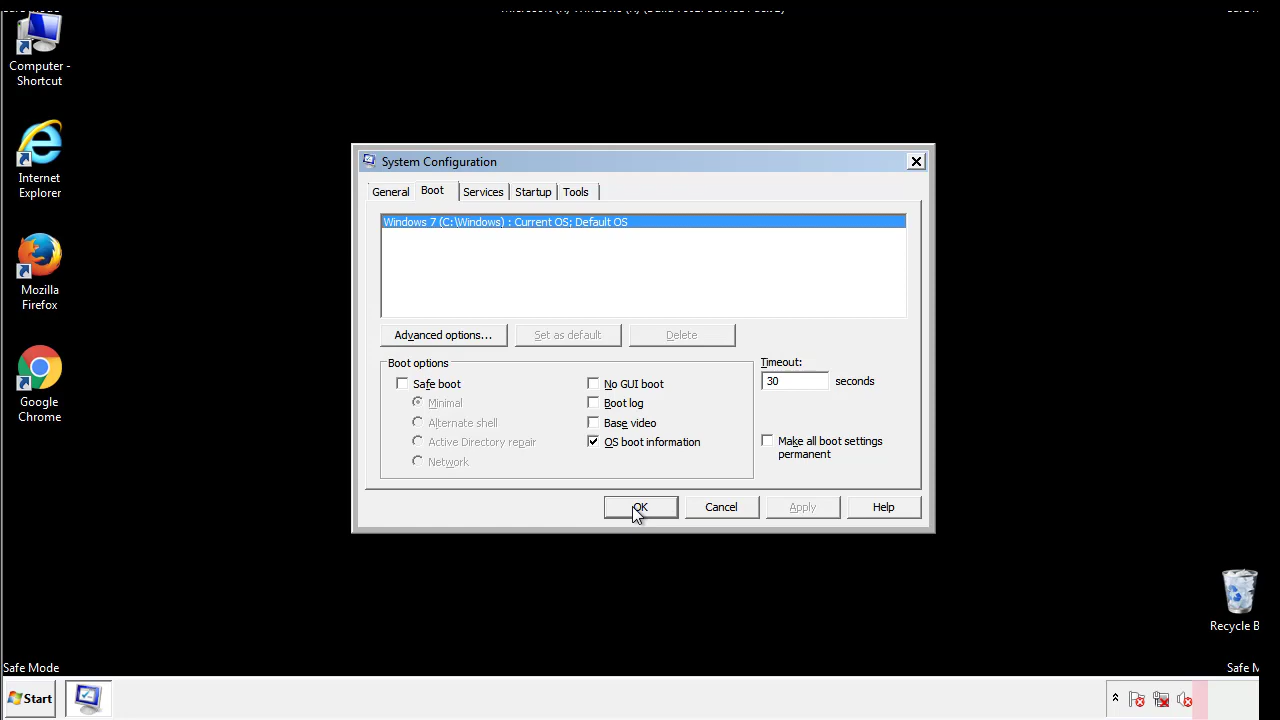 Computer -
Shortcut
Internet
Explorer
Mozilla
Firefox
Google
Chrome
System Configuration
General Boot Services Startup Tools
Windows 7 (C:\Windows) : Current OS; Default OS
Advanced options... Set as default Delete
Boot options
Timeout:
30 seconds
Safe boot No GUI boot
Minimal Boot log
Alternate shell Base video
Active Directory repair OS boot information
Make all boot settings
permanent
Network
OK Cancel Apply Help
Recycle B
Safe Mode
Safe M
Start